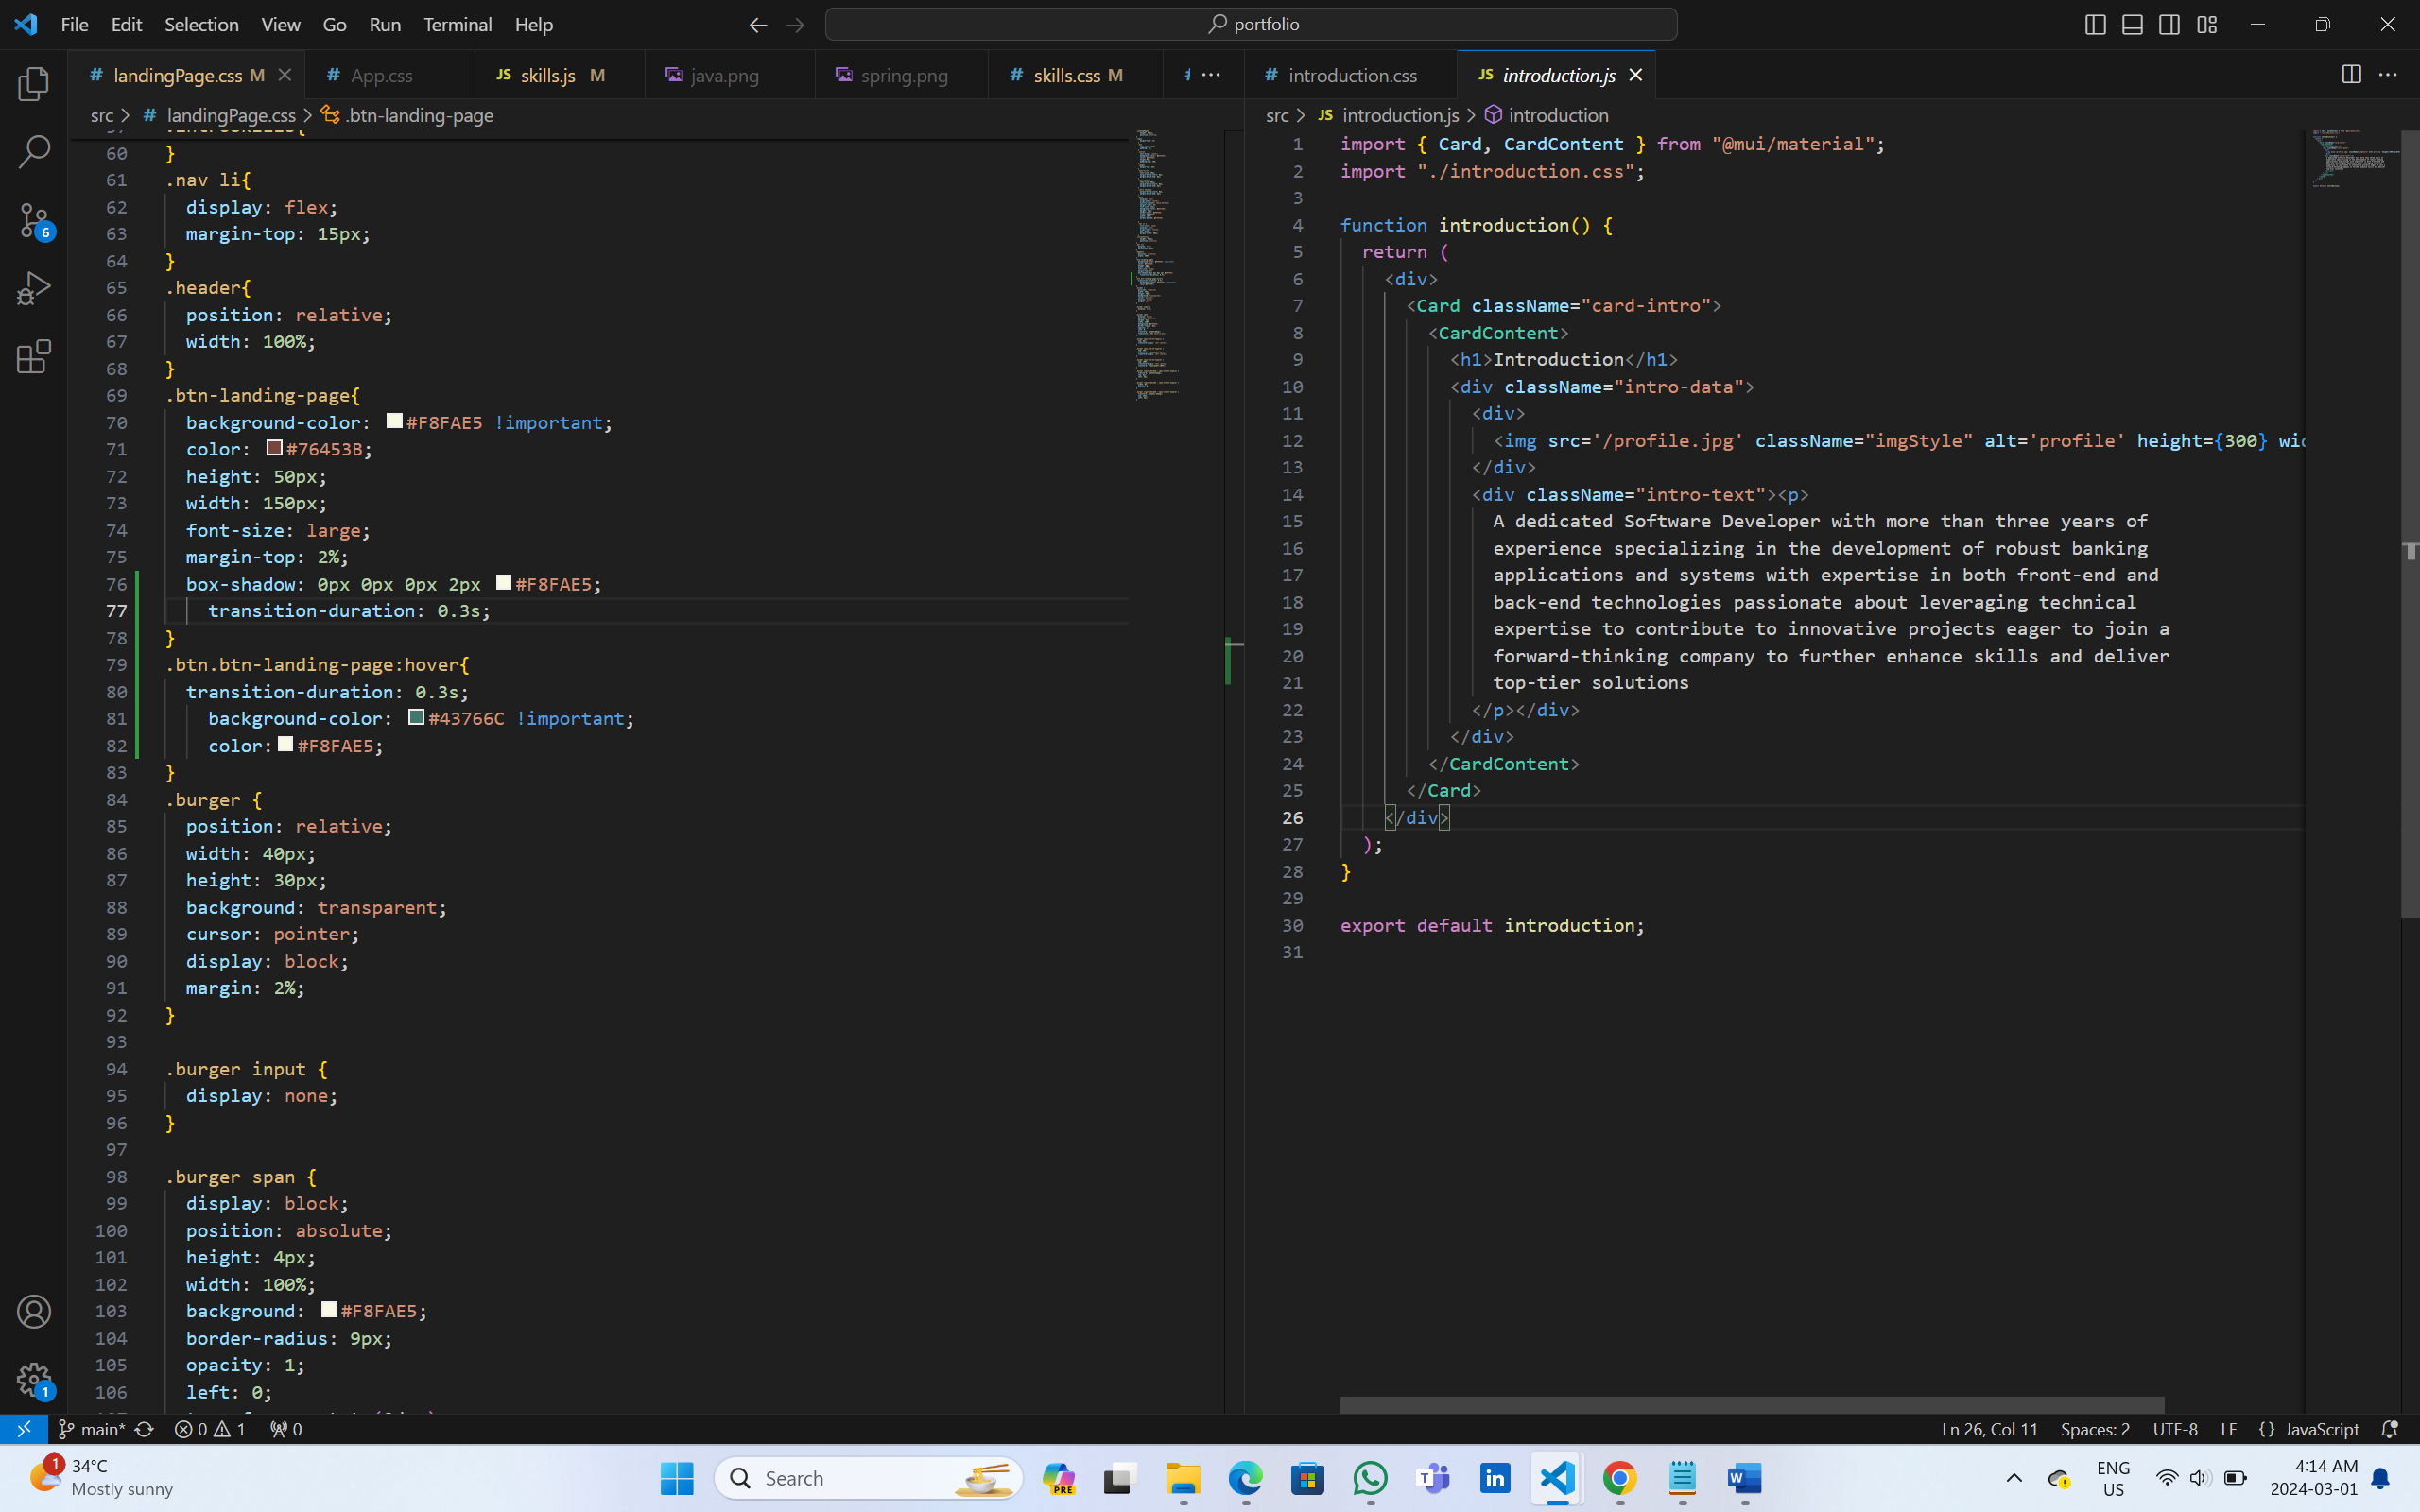 File Edit Selection View Go Run Terminal Help
portfolio
landingPage.css M
App.css
skills.js M
java.png
spring.png
skills.css M
introduction.css
introduction.js
src > landingPage.css > .btn-landing-page
60 }
61 .nav li{
62 display: flex;
63 margin-top: 15px;
64 }
65 .header{
66 position: relative;
67 width: 100%;
68 }
69 .btn-landing-page{
70 background-color: #F8FAE5 !important;
71 color: #76453B;
72 height: 50px;
73 width: 150px;
74 font-size: large;
75 margin-top: 2%;
76 box-shadow: 0px 0px 0px 2px #F8FAE5;
77 transition-duration: 0.3s;
78 }
79 .btn.btn-landing-page:hover{
80 transition-duration: 0.3s;
81 background-color: #43766C !important;
82 color: #F8FAE5;
83 }
84 .burger {
85 position: relative;
86 width: 40px;
87 height: 30px;
88 background: transparent;
89 cursor: pointer;
90 display: block;
91 margin: 2%;
92 }
93
94 .burger input {
95 display: none;
96 }
97
98 .burger span {
99 display: block;
100 position: absolute;
101 height: 4px;
102 width: 100%;
103 background: #F8FAE5;
104 border-radius: 9px;
105 opacity: 1;
106 left: 0;
src > JS introduction.js > introduction
1 import { Card, CardContent } from "@mui/material";
2 import "./introduction.css";
3
4 function introduction() {
5 return (
6 <div>
7 <Card className="card-intro">
8 <CardContent>
9 <h1>Introduction</h1>
10 <div className="intro-data">
11 <div>
12 <img src='/profile.jpg' className="imgStyle" alt='profile' height={300} wid
13 </div>
14 <div className="intro-text"><p>
15 A dedicated Software Developer with more than three years of
16 experience specializing in the development of robust banking
17 applications and systems with expertise in both front-end and
18 back-end technologies passionate about leveraging technical
19 expertise to contribute to innovative projects eager to join a
20 forward-thinking company to further enhance skills and deliver
21 top-tier solutions
22 </p></div>
23 </div>
24 </CardContent>
25 </Card>
26 </div>
27 );
28 }
29
30 export default introduction;
31
6
1
main* 0 1 0
Ln 26, Col 11 Spaces: 2 UTF-8 LF {} JavaScript
1
34°C
Mostly sunny
Search
PRE
ENG
US
4:14 AM
2024-03-01